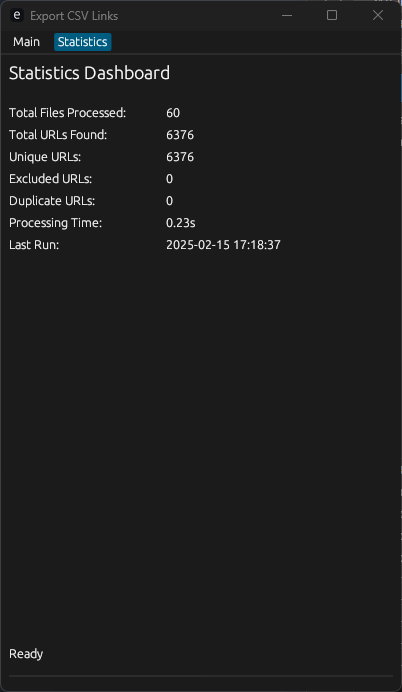 e Export CSV Links
Main Statistics
Statistics Dashboard
Total Files Processed: 60
Total URLs Found: 6376
Unique URLs: 6376
Excluded URLs: 0
Duplicate URLs: 0
Processing Time: 0.23s
Last Run: 2025-02-15 17:18:37
Ready